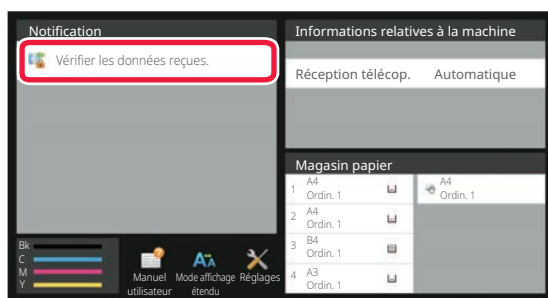 Notification
Vérifier les données reçues.
Informations relatives à la machine
Réception télécop. Automatique
Magasin papier
1 A4
Ordin. 1
2 A4
Ordin. 1
3 B4
Ordin. 1
4 A3
Ordin. 1
A4
Ordin. 1
Bk
C
M
Y
Manuel
utilisateur
Mode affichage
étendu
Réglages